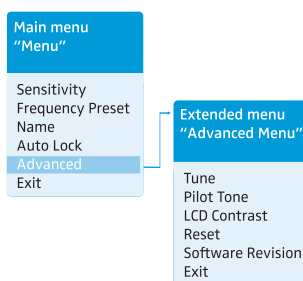 Main menu
“Menu”
Sensitivity
Frequency Preset
Name
Auto Lock
Advanced
Exit
Extended menu
“Advanced Menu”
Tune
Pilot Tone
LCD Contrast
Reset
Software Revision
Exit